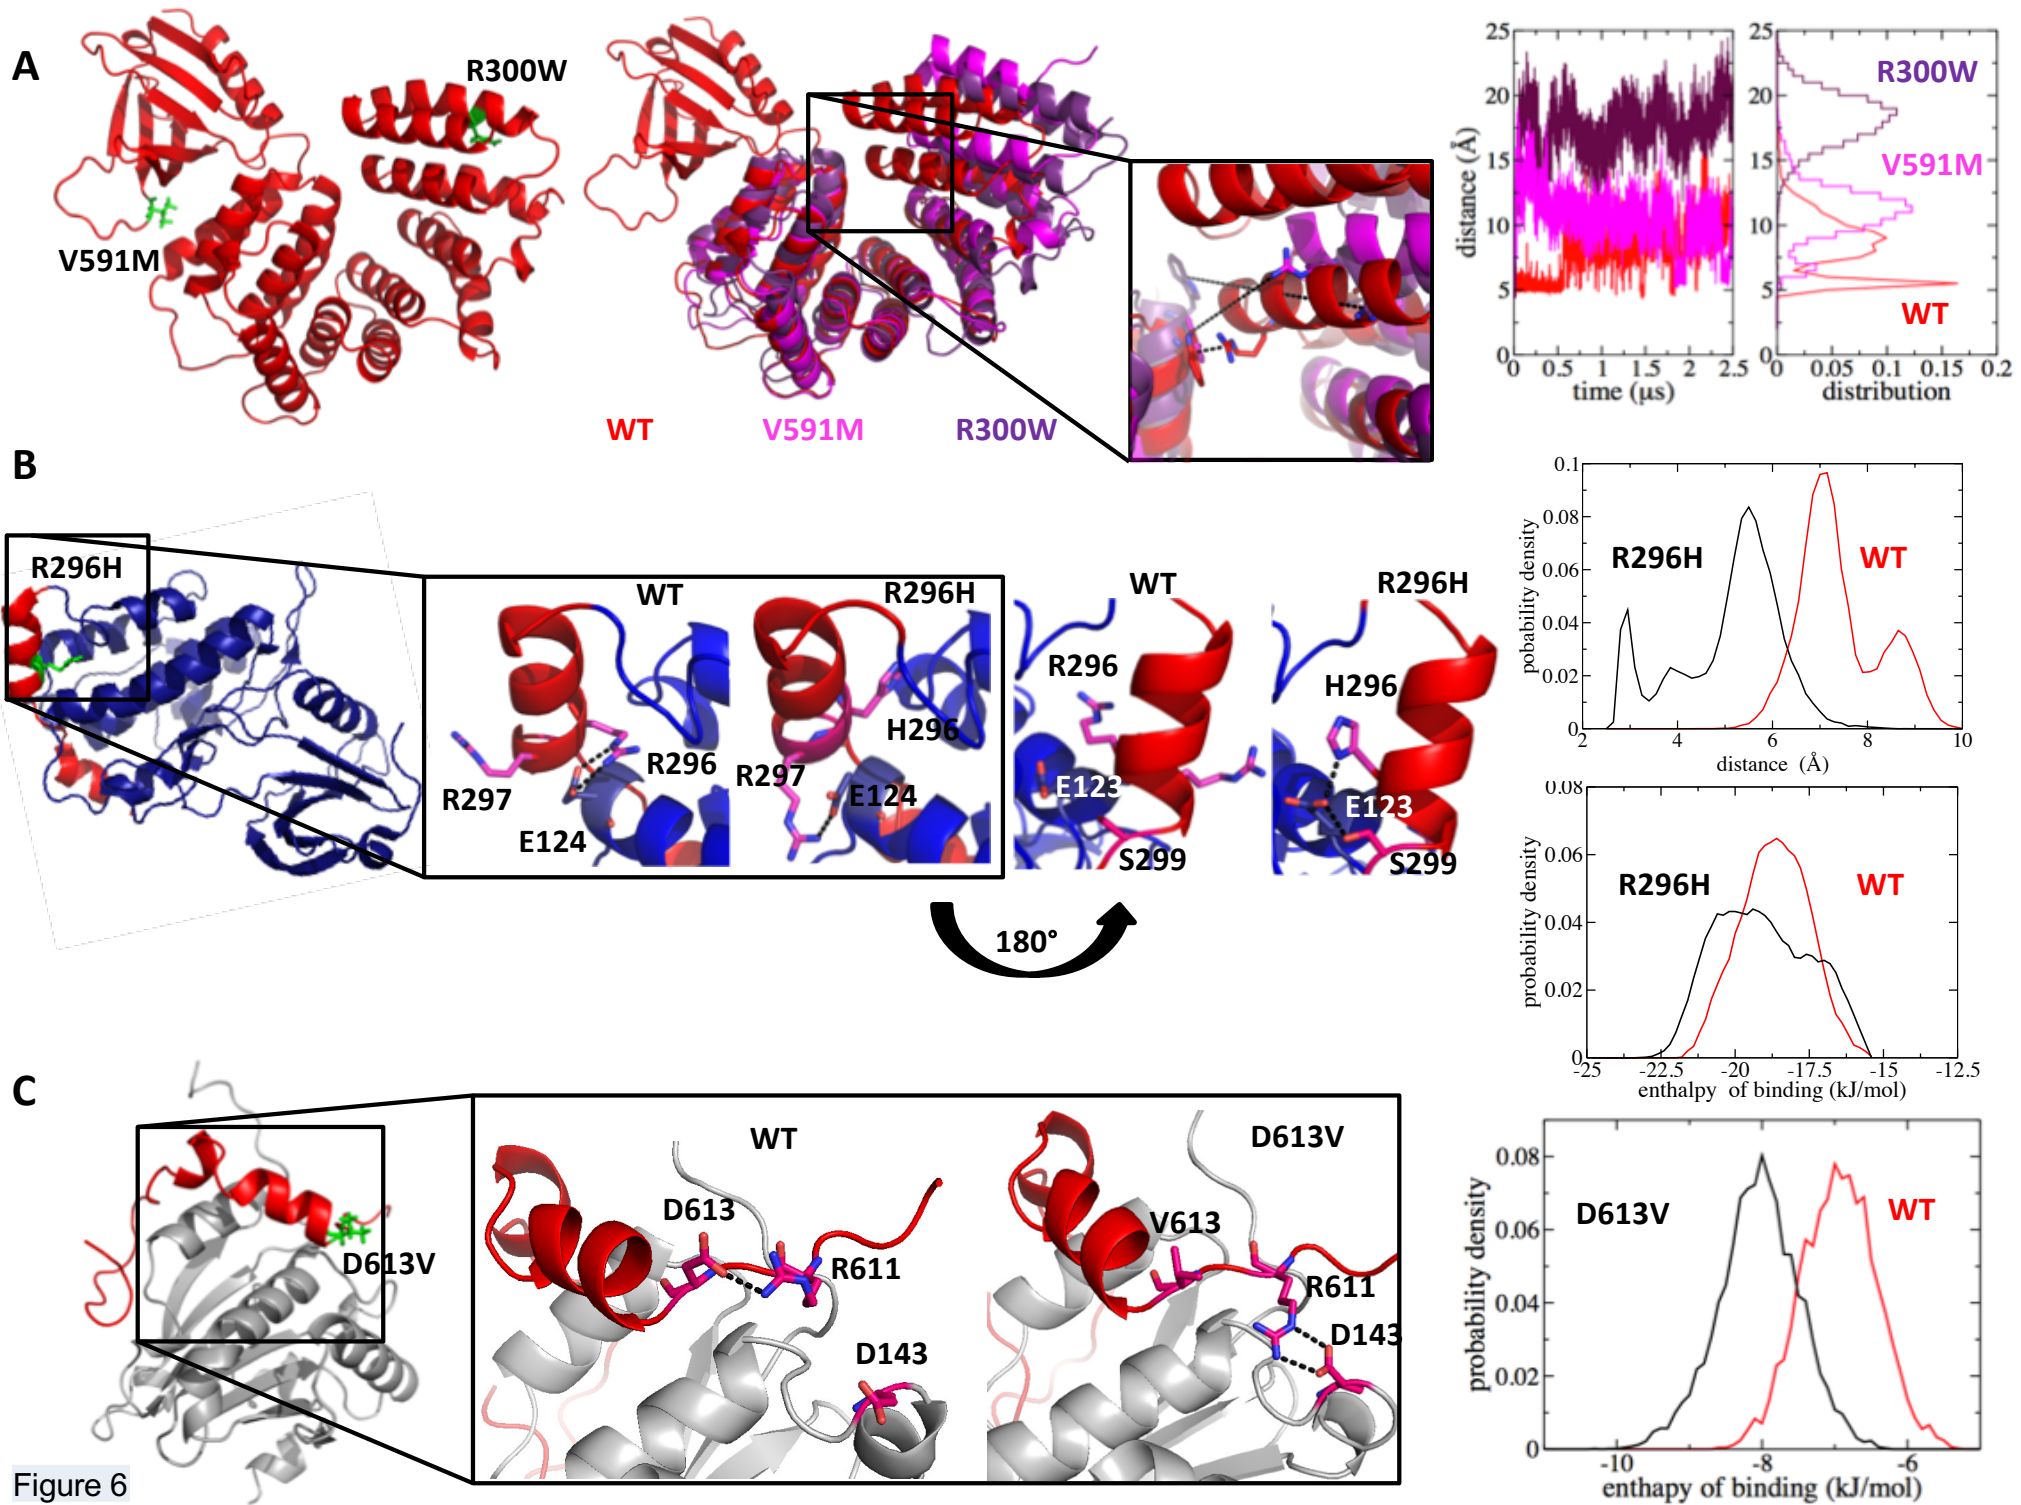 A
R300W
V591M
WT
V591M
R300W
25
20
15
10
5
0
distance (Å)
0
0.5
1
1.5
2
2.5
time (μs)
25
20
15
10
5
0
R300W
V591M
WT
0
0.05
0.1
0.15
0.2
distribution
B
R296H
WT
R297
R296
E124
R296H
H296
R297
E124
WT
R296
E123
S299
R296H
H296
E123
S299
180°
0.1
0.08
0.06
0.04
0.02
0
pobability density
R296H
WT
2
4
6
8
10
distance (Å)
0.08
0.06
0.04
0.02
0
probability density
R296H
WT
-25
-22.5
-20
-17.5
-15
-12.5
enthalpy of binding (kJ/mol)
C
D613V
WT
D613
R611
D143
D613V
V613
R611
D143
0.08
0.06
0.04
0.02
0
probability density
D613V
WT
-10
-8
-6
enthapy of binding (kJ/mol)
Figure 6